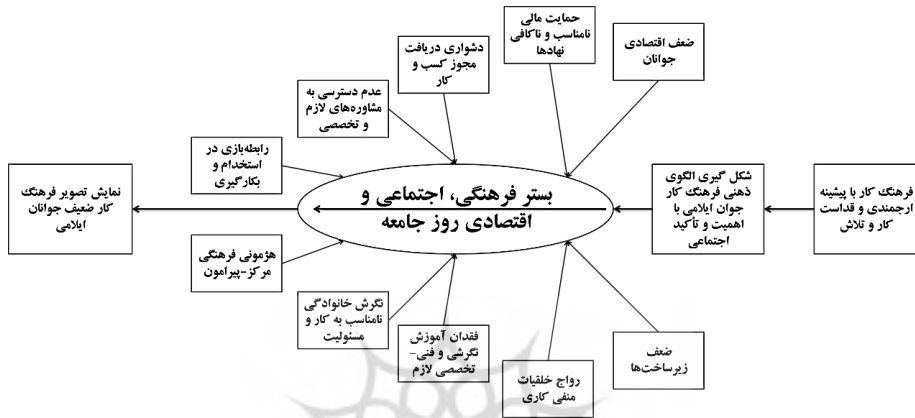 حمایت مالی
نامناسب و ناکافی
نهادها
ضعف اقتصادی
جوانان
دشواری دریافت
مجوز کسب و
کار
عدم دسترسی به
مشاوره‌های لازم
و تخصصی
رابطه‌بازی در
استخدام و
بکارگیری
فرهنگ کار با پیشینه
ارجمندی و قداست
کار و تلاش
شکل گیری الگوی
ذهنی فرهنگ کار
جوان ایلامی با
اهمیت و تأکید
اجتماعی
بستر فرهنگی، اجتماعی و
اقتصادی روز جامعه
نمایش تصویر فرهنگ
کار ضعیف جوانان
ایلامی
هژمونی فرهنگی
مرکز-پیرامون
نگرش خانوادگی
نامناسب به کار و
مسئولیت
فقدان آموزش
نگرشی و فنی-
تخصصی لازم
رواج خلقیات
منفی کاری
ضعف
زیرساخت‌ها